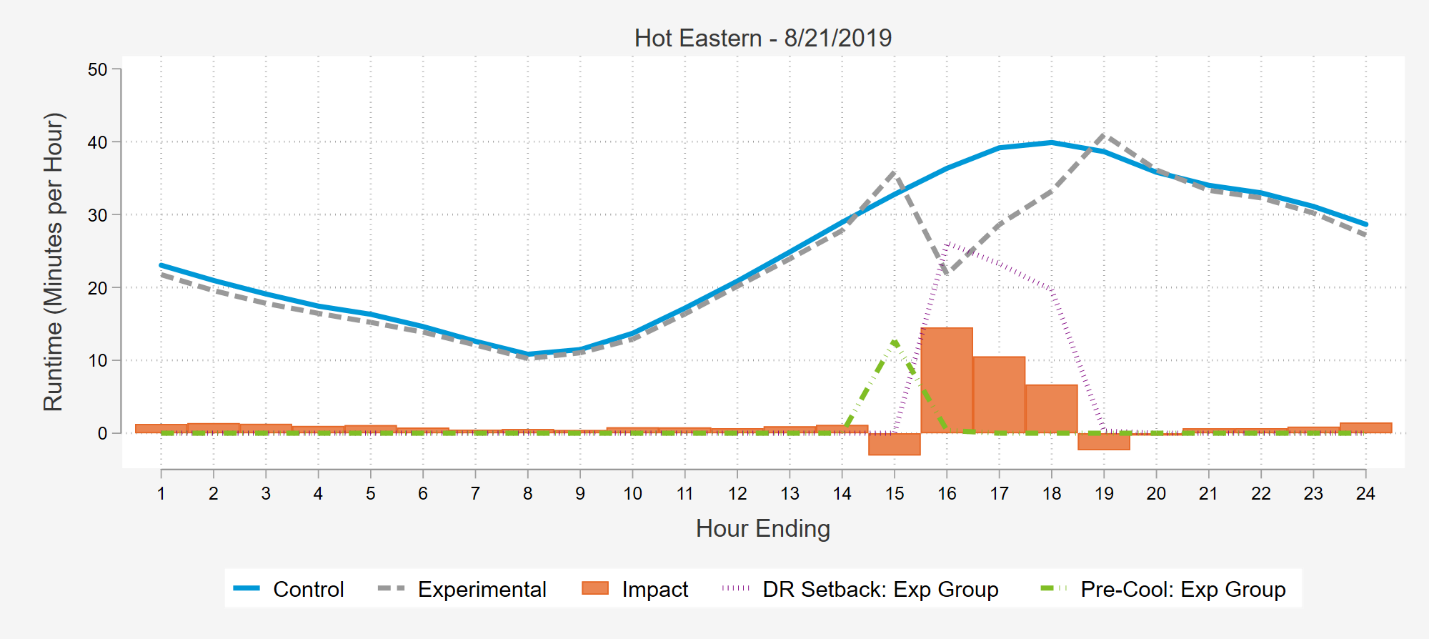 Hot Eastern - 8/21/2019
50
40
30
20
10
0
Runtime (Minutes per Hour)
1 2 3 4 5 6 7 8 9 10 11 12 13 14 15 16 17 18 19 20 21 22 23 24
Hour Ending
Control Experimental Impact DR Setback: Exp Group Pre-Cool: Exp Group